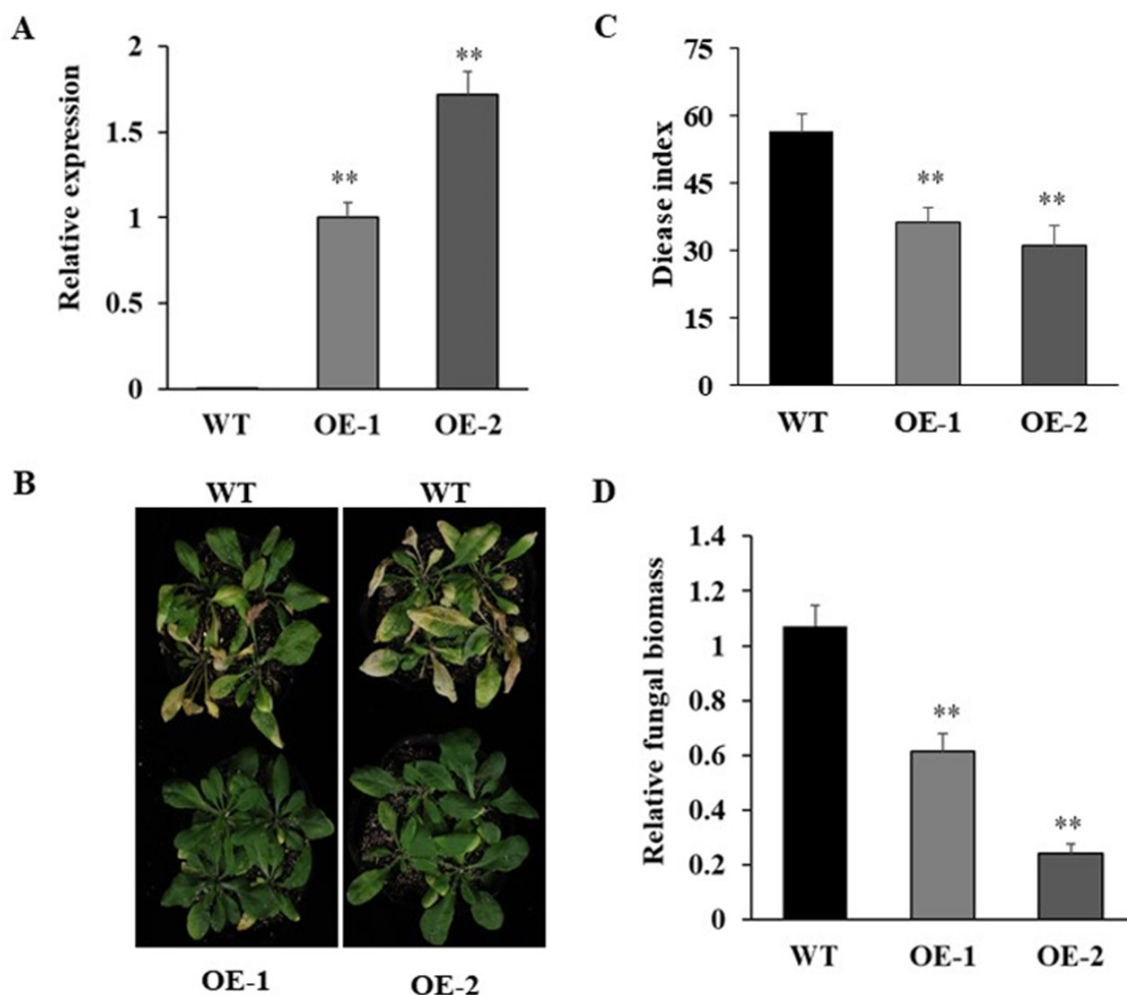 A
Relative expression
2
1.5
1
0.5
0
**
**
WT OE-1 OE-2
C
Diease index
75
60
45
30
15
0
**
**
WT OE-1 OE-2
B
WT WT
OE-1 OE-2
D
Relative fungal biomass
1.4
1.2
1
0.8
0.6
0.4
0.2
0
**
**
WT OE-1 OE-2